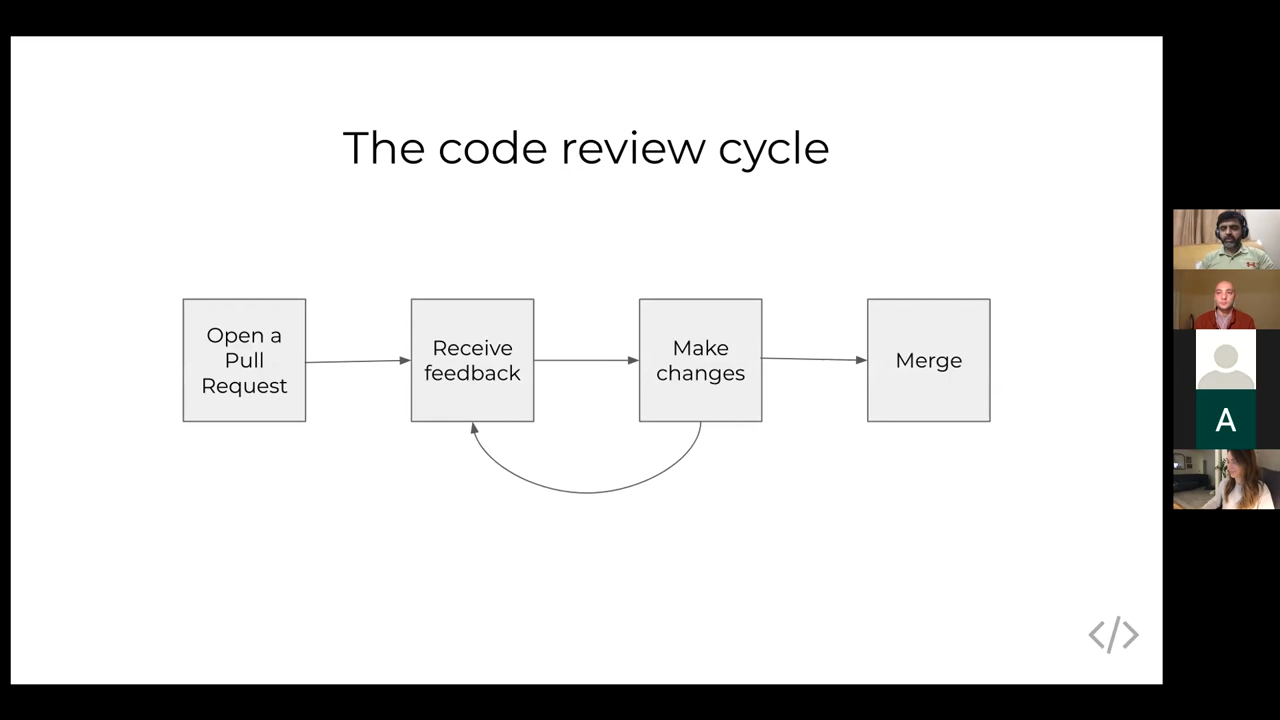 The code review cycle
Open a
Pull
Request
Receive
feedback
Make
changes
Merge
A
</>